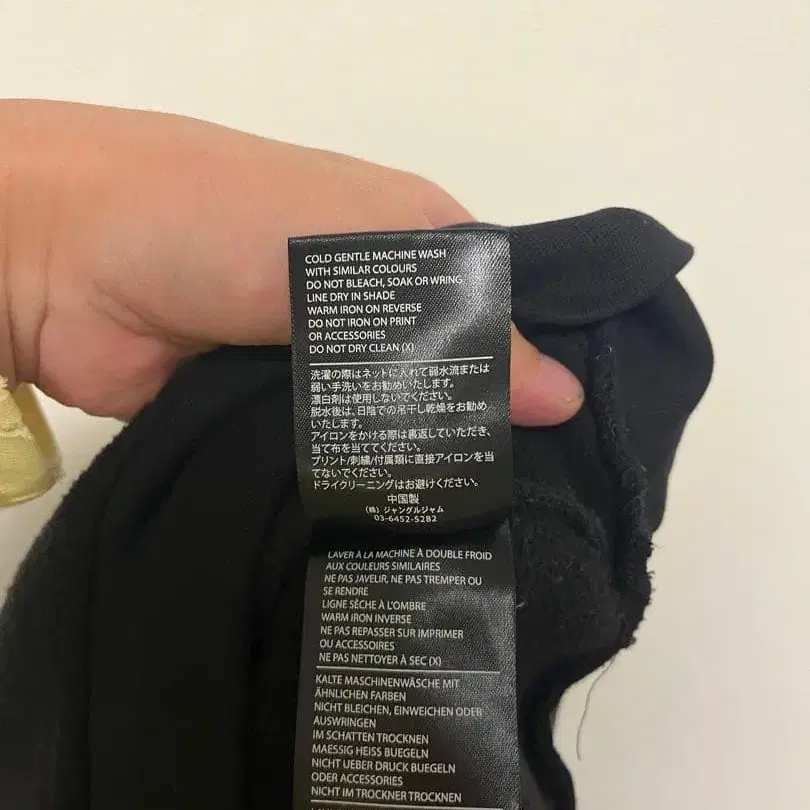 COLD GENTLE MACHINE WASH
WITH SIMILAR COLOURS
DO NOT BLEACH, SOAK OR WRING
LINE DRY IN SHADE
WARM IRON ON REVERSE
DO NOT IRON ON PRINT
OR ACCESSORIES
DO NOT DRY CLEAN (X)
洗濯の際はネットに入れて弱水流または
弱い手洗いをお勧めいたします。
漂白剤は使用しないでください。
脱水後は、日陰での吊干し乾燥をお勧め
いたします。
アイロンをかける際は裏返していただき、
当て布を当ててください。
プリント/刺繍/付属類に直接アイロンを当
てないでください。
ドライクリーニングはお避けください。
中国製
(株) ジャングルジャム
03-6452-5282
LAVER À LA MACHINE À DOUBLE FROID
AUX COULEURS SIMILAIRES
NE PAS JAVEUR, NE PAS TREMPER OU
SE RENDRE
LIGNE SÈCHE À L'OMBRE
WARM IRON INVERSE
NE PAS REPASSER SUR IMPRIMER
OU ACCESSOIRES
NE PAS NETTOYER À SEC (X)
KALTE MASCHINENWÄSCHE MIT
ÄHNLICHEN FARBEN
NICHT BLEICHEN, EINWEICHEN ODER
AUSWRINGEN
IM SCHATTEN TROCKNEN
MAESSIG HEISS BUEGELN
NICHT UEBER DRUCK BUEGELN
ODER ACCESSORIES
NICHT IM TROCKNER TROCKNEN